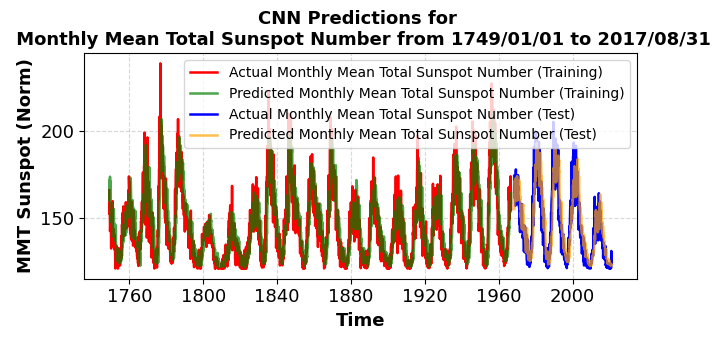 CNN Predictions for
Monthly Mean Total Sunspot Number from 1749/01/01 to 2017/08/31
Actual Monthly Mean Total Sunspot Number (Training)
Predicted Monthly Mean Total Sunspot Number (Training)
Actual Monthly Mean Total Sunspot Number (Test)
Predicted Monthly Mean Total Sunspot Number (Test)
MMT Sunspot (Norm)
200
150
1760 1800 1840 1880 1920 1960 2000
Time